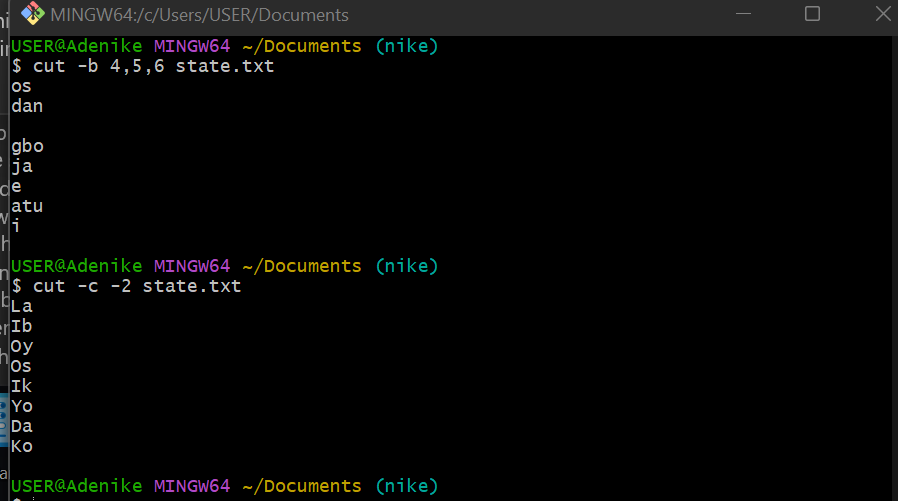 MINGW64:/c/Users/USER/Documents
USER@Adenike MINGW64 ~/Documents (nike)
$ cut -b 4,5,6 state.txt
os
dan

gbo
ja
e
atu
i

USER@Adenike MINGW64 ~/Documents (nike)
$ cut -c -2 state.txt
La
Ib
Oy
Os
Ik
Yo
Da
Ko

USER@Adenike MINGW64 ~/Documents (nike)
$